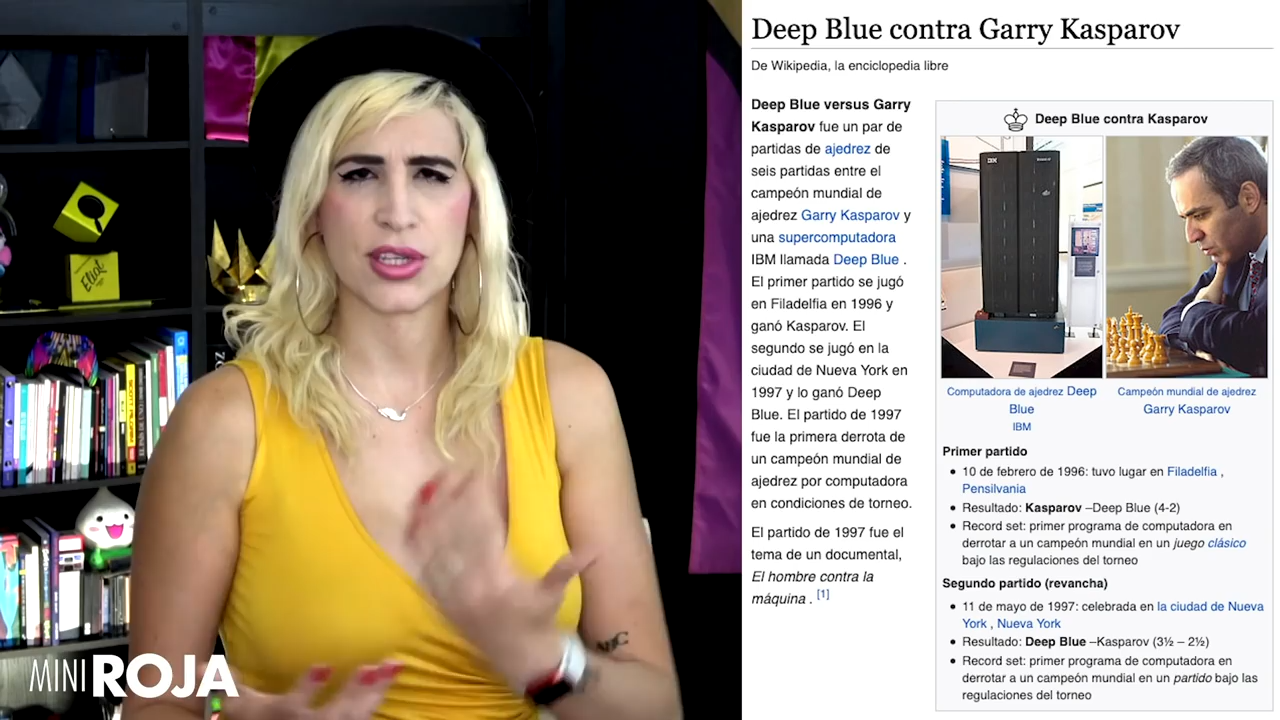 Deep Blue contra Garry Kasparov
De Wikipedia, la enciclopedia libre
Deep Blue versus Garry
Kasparov fue un par de
partidas de ajedrez de
seis partidas entre el
campeón mundial de
ajedrez Garry Kasparov y
una supercomputadora
IBM llamada Deep Blue .
El primer partido se jugó
en Filadelfia en 1996 y
ganó Kasparov. El
segundo se jugó en la
ciudad de Nueva York en
1997 y lo ganó Deep
Blue. El partido de 1997
fue la primera derrota de
un campeón mundial de
ajedrez por computadora
en condiciones de torneo.
El partido de 1997 fue el
tema de un documental,
El hombre contra la
máquina . [1]
Deep Blue contra Kasparov
IBM
Computadora de ajedrez Deep
Blue
IBM
Campeón mundial de ajedrez
Garry Kasparov
Primer partido
• 10 de febrero de 1996: tuvo lugar en Filadelfia ,
Pensilvania
• Resultado: Kasparov –Deep Blue (4-2)
• Record set: primer programa de computadora en
derrotar a un campeón mundial en un juego clásico
bajo las regulaciones del torneo
Segundo partido (revancha)
• 11 de mayo de 1997: celebrada en la ciudad de Nueva
York , Nueva York
• Resultado: Deep Blue –Kasparov (3½ – 2½)
• Record set: primer programa de computadora en
derrotar a un campeón mundial en un partido bajo las
regulaciones del torneo
SCOTT PILGRIM
MINI ROJA